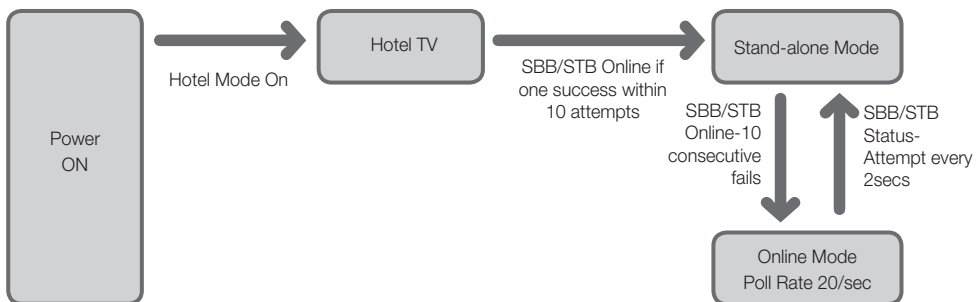 Power
ON
Hotel Mode On
Hotel TV
SBB/STB Online if
one success within
10 attempts
Stand-alone Mode
SBB/STB
Online-10
consecutive
fails
SBB/STB
Status-
Attempt every
2secs
Online Mode
Poll Rate 20/sec